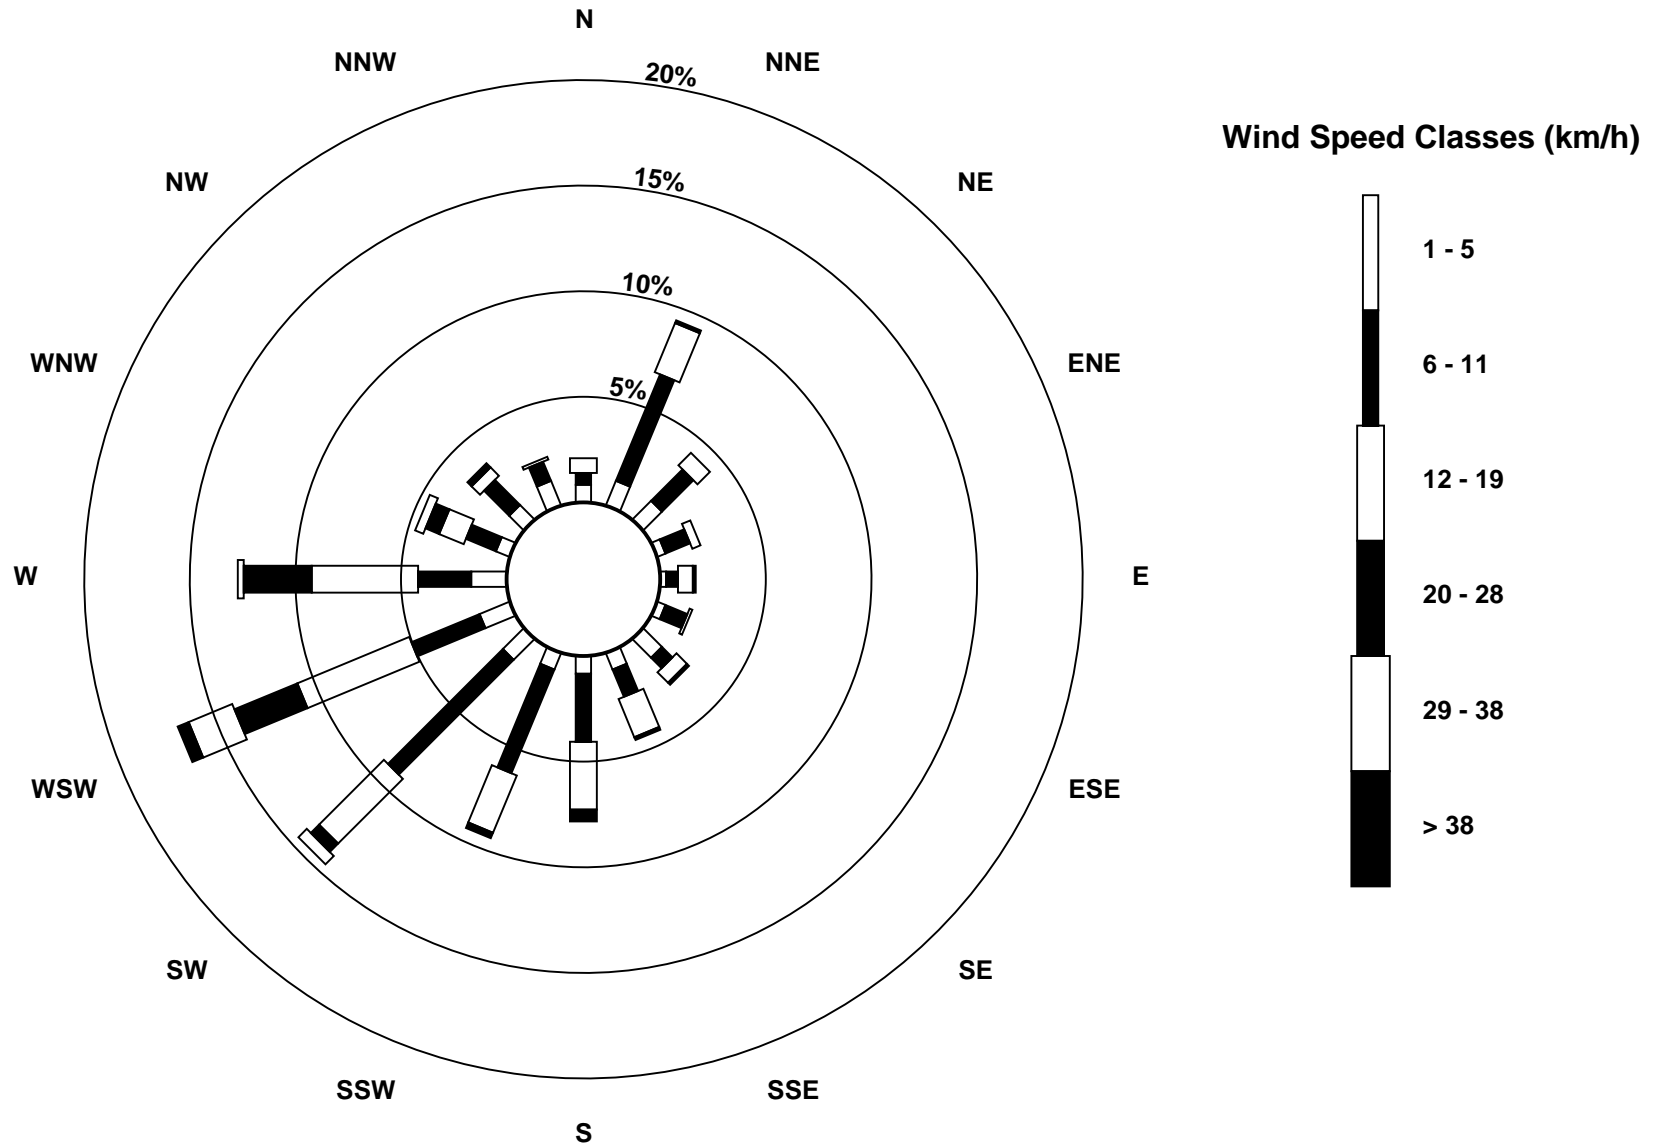 N
NNW
NNE
20%
Wind Speed Classes (km/h)
15%
NW
NE
1 - 5
10%
WNW
ENE
6 - 11
5%
12 - 19
W
E
20 - 28
29 - 38
WSW
ESE
> 38
SW
SE
SSW
SSE
S